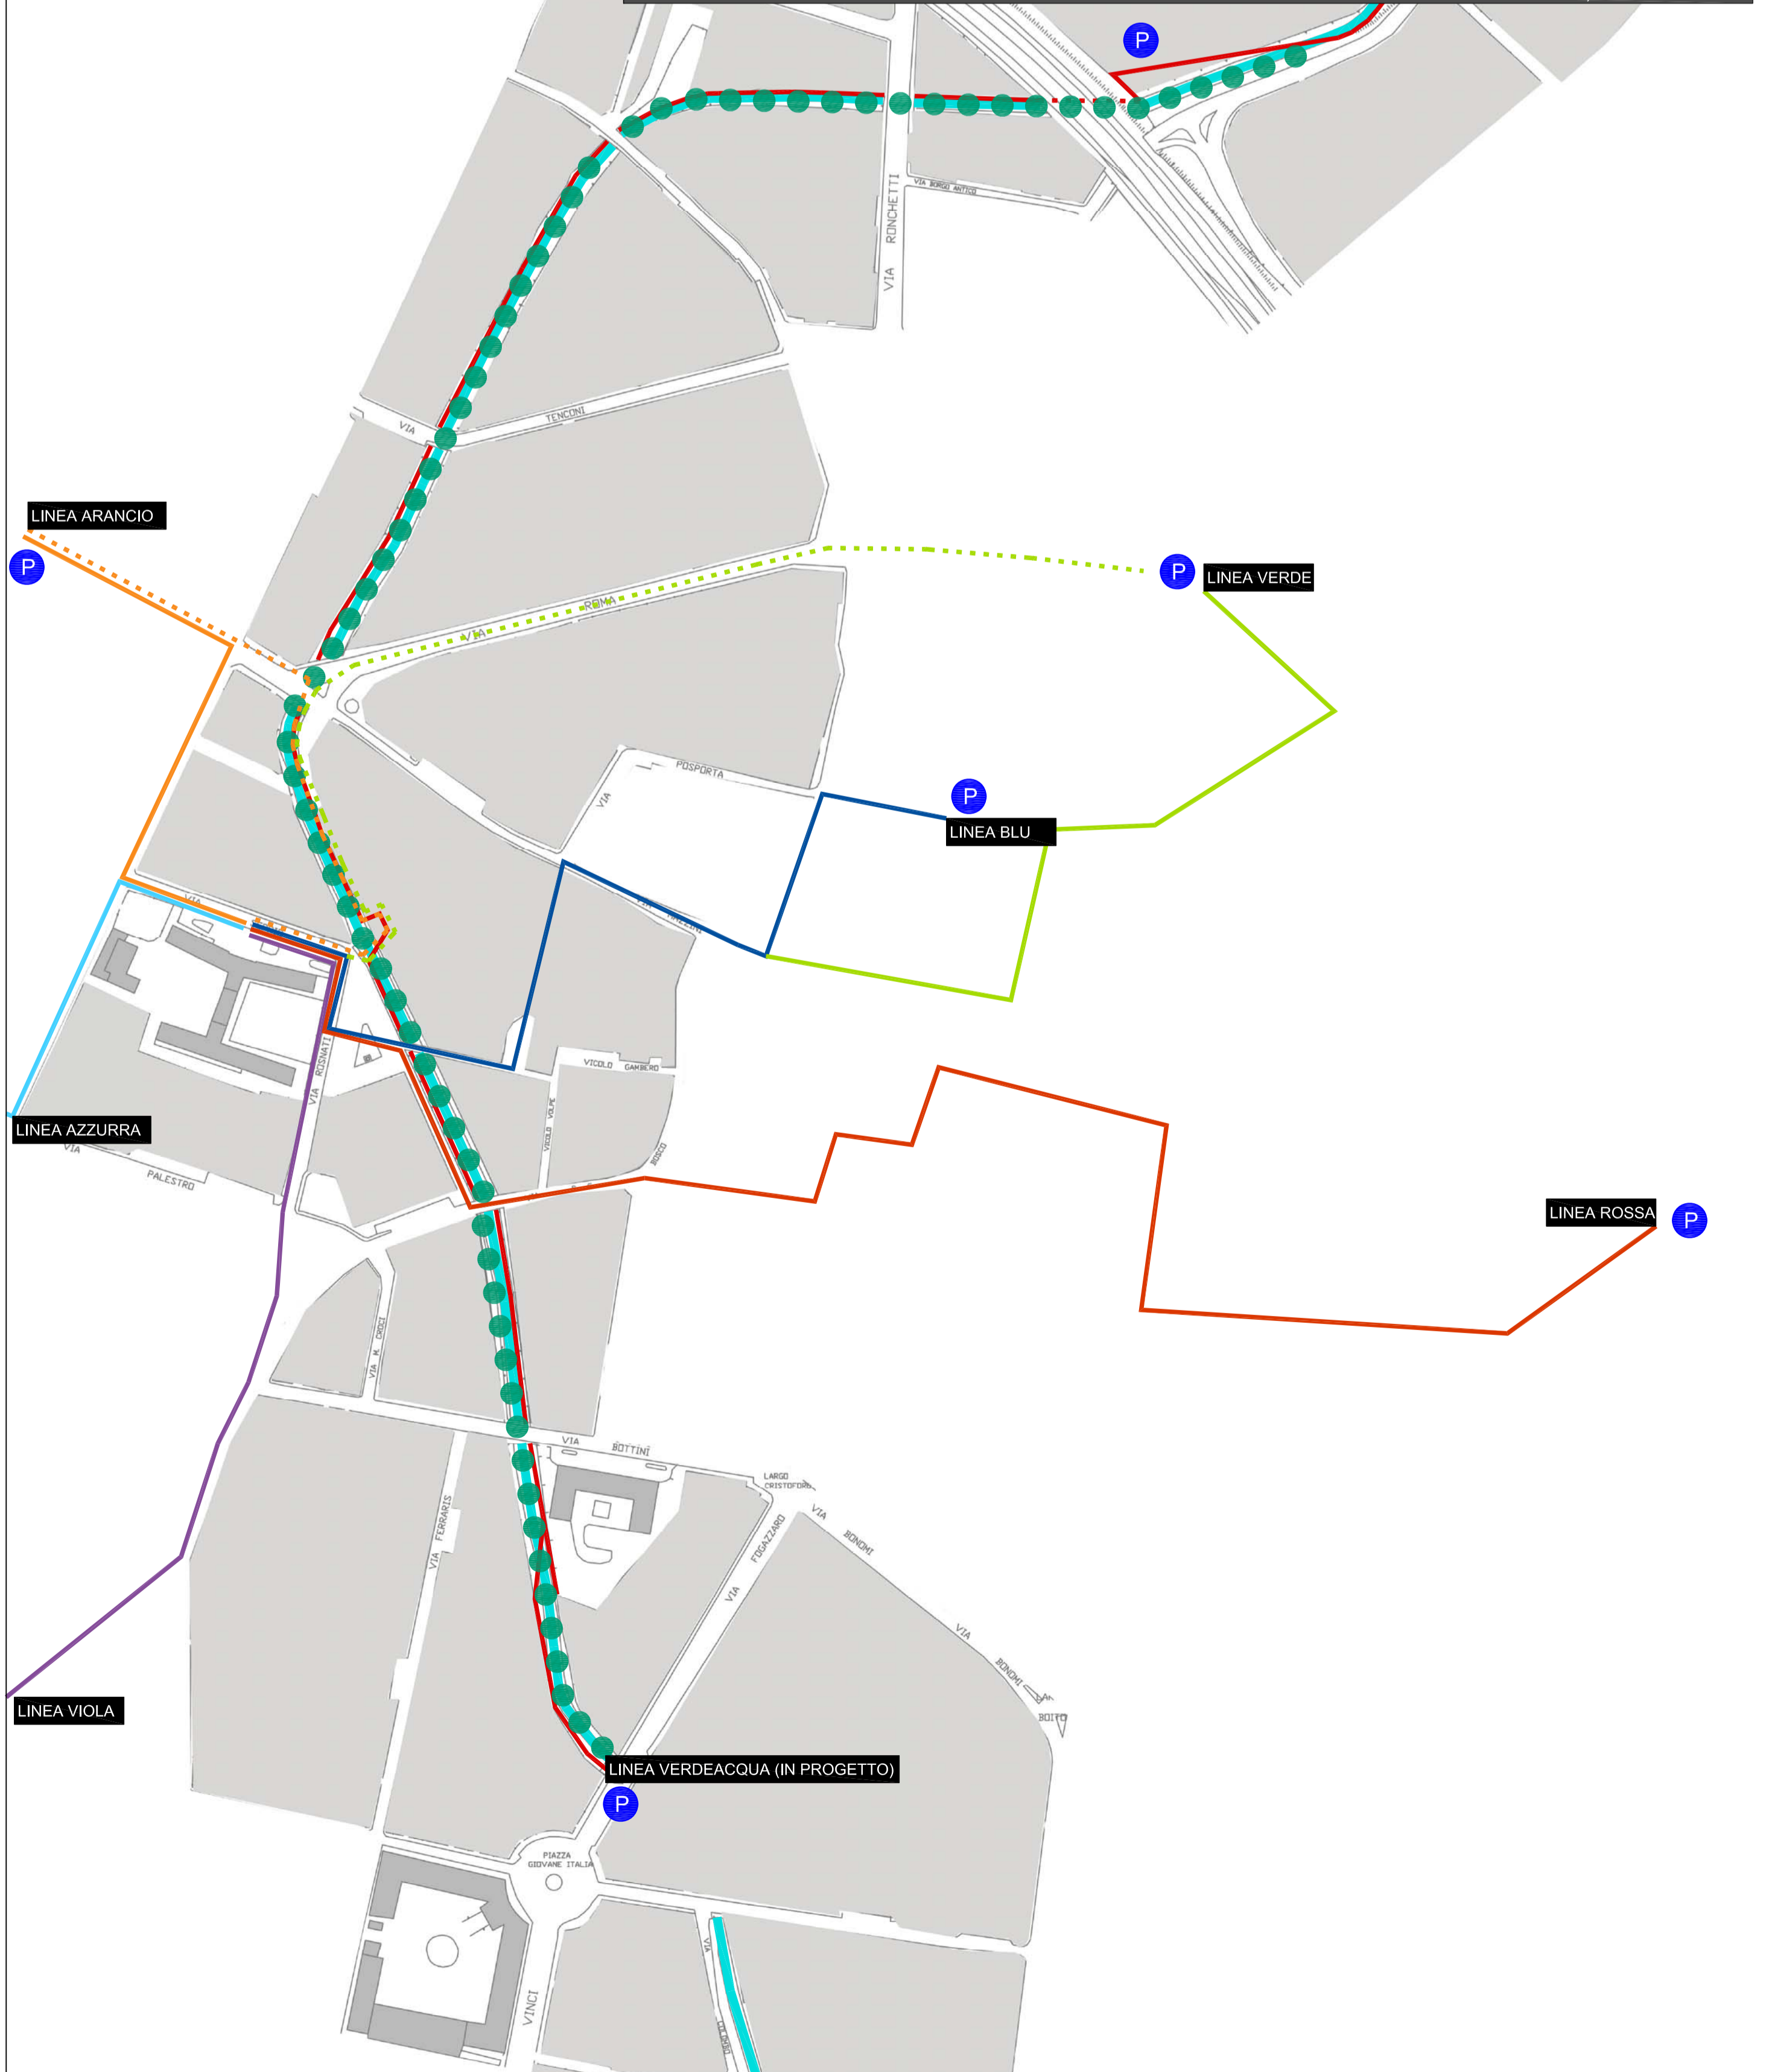 P
VIA BORGO ANTICO
VIA RONCHETTI
VIA TENCONI
LINEA ARANCIO
P
P
LINEA VERDE
VIA ROMA
VIA POSPORTA
P
LINEA BLU
VIA
VIA
VIA ROSNATI
VICOLO GAMBERO
VICOLO VOLPE
BOSCO
LINEA AZZURRA
VIA
PALESTRO
LINEA ROSSA
P
VIA M. CROCI
VIA BOTTINI
LARGO
CRISTOFORO
VIA BONOMI
VIA FERRARIS
VIA FOGAZZARO
VIA
BONOMI
BOITO
LINEA VIOLA
LINEA VERDEACQUA (IN PROGETTO)
P
PIAZZA
GIOVANE ITALIA
VINCI
VIA
COLOMBO